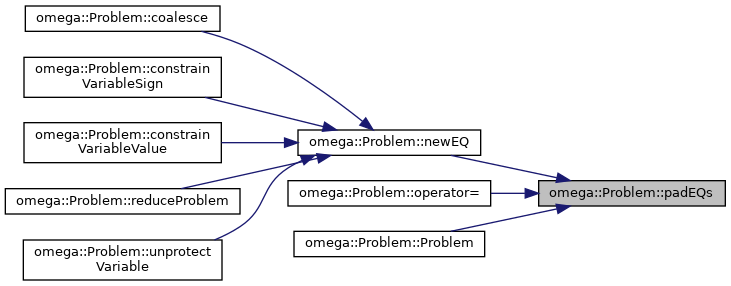 omega::Problem::coalesce
omega::Problem::constrain
VariableSign
omega::Problem::constrain
VariableValue
omega::Problem::reduceProblem
omega::Problem::unprotect
Variable
omega::Problem::newEQ
omega::Problem::operator=
omega::Problem::Problem
omega::Problem::padEQs